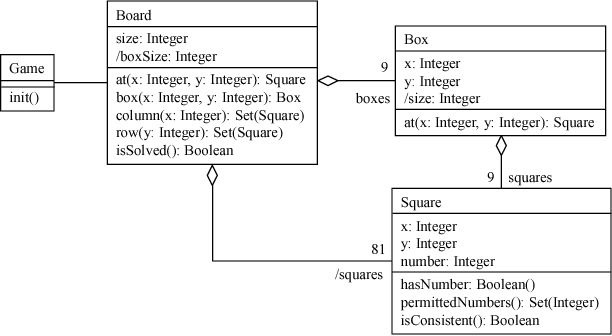 Game
init()
Board
size: Integer
/boxSize: Integer
at(x: Integer, y: Integer): Square
box(x: Integer, y: Integer): Box
column(x: Integer): Set(Square)
row(y: Integer): Set(Square)
isSolved(): Boolean
9
boxes
Box
x: Integer
y: Integer
/size: Integer
at(x: Integer, y: Integer): Square
9 squares
81
/squares
Square
x: Integer
y: Integer
number: Integer
hasNumber: Boolean()
permittedNumbers(): Set(Integer)
isConsistent(): Boolean